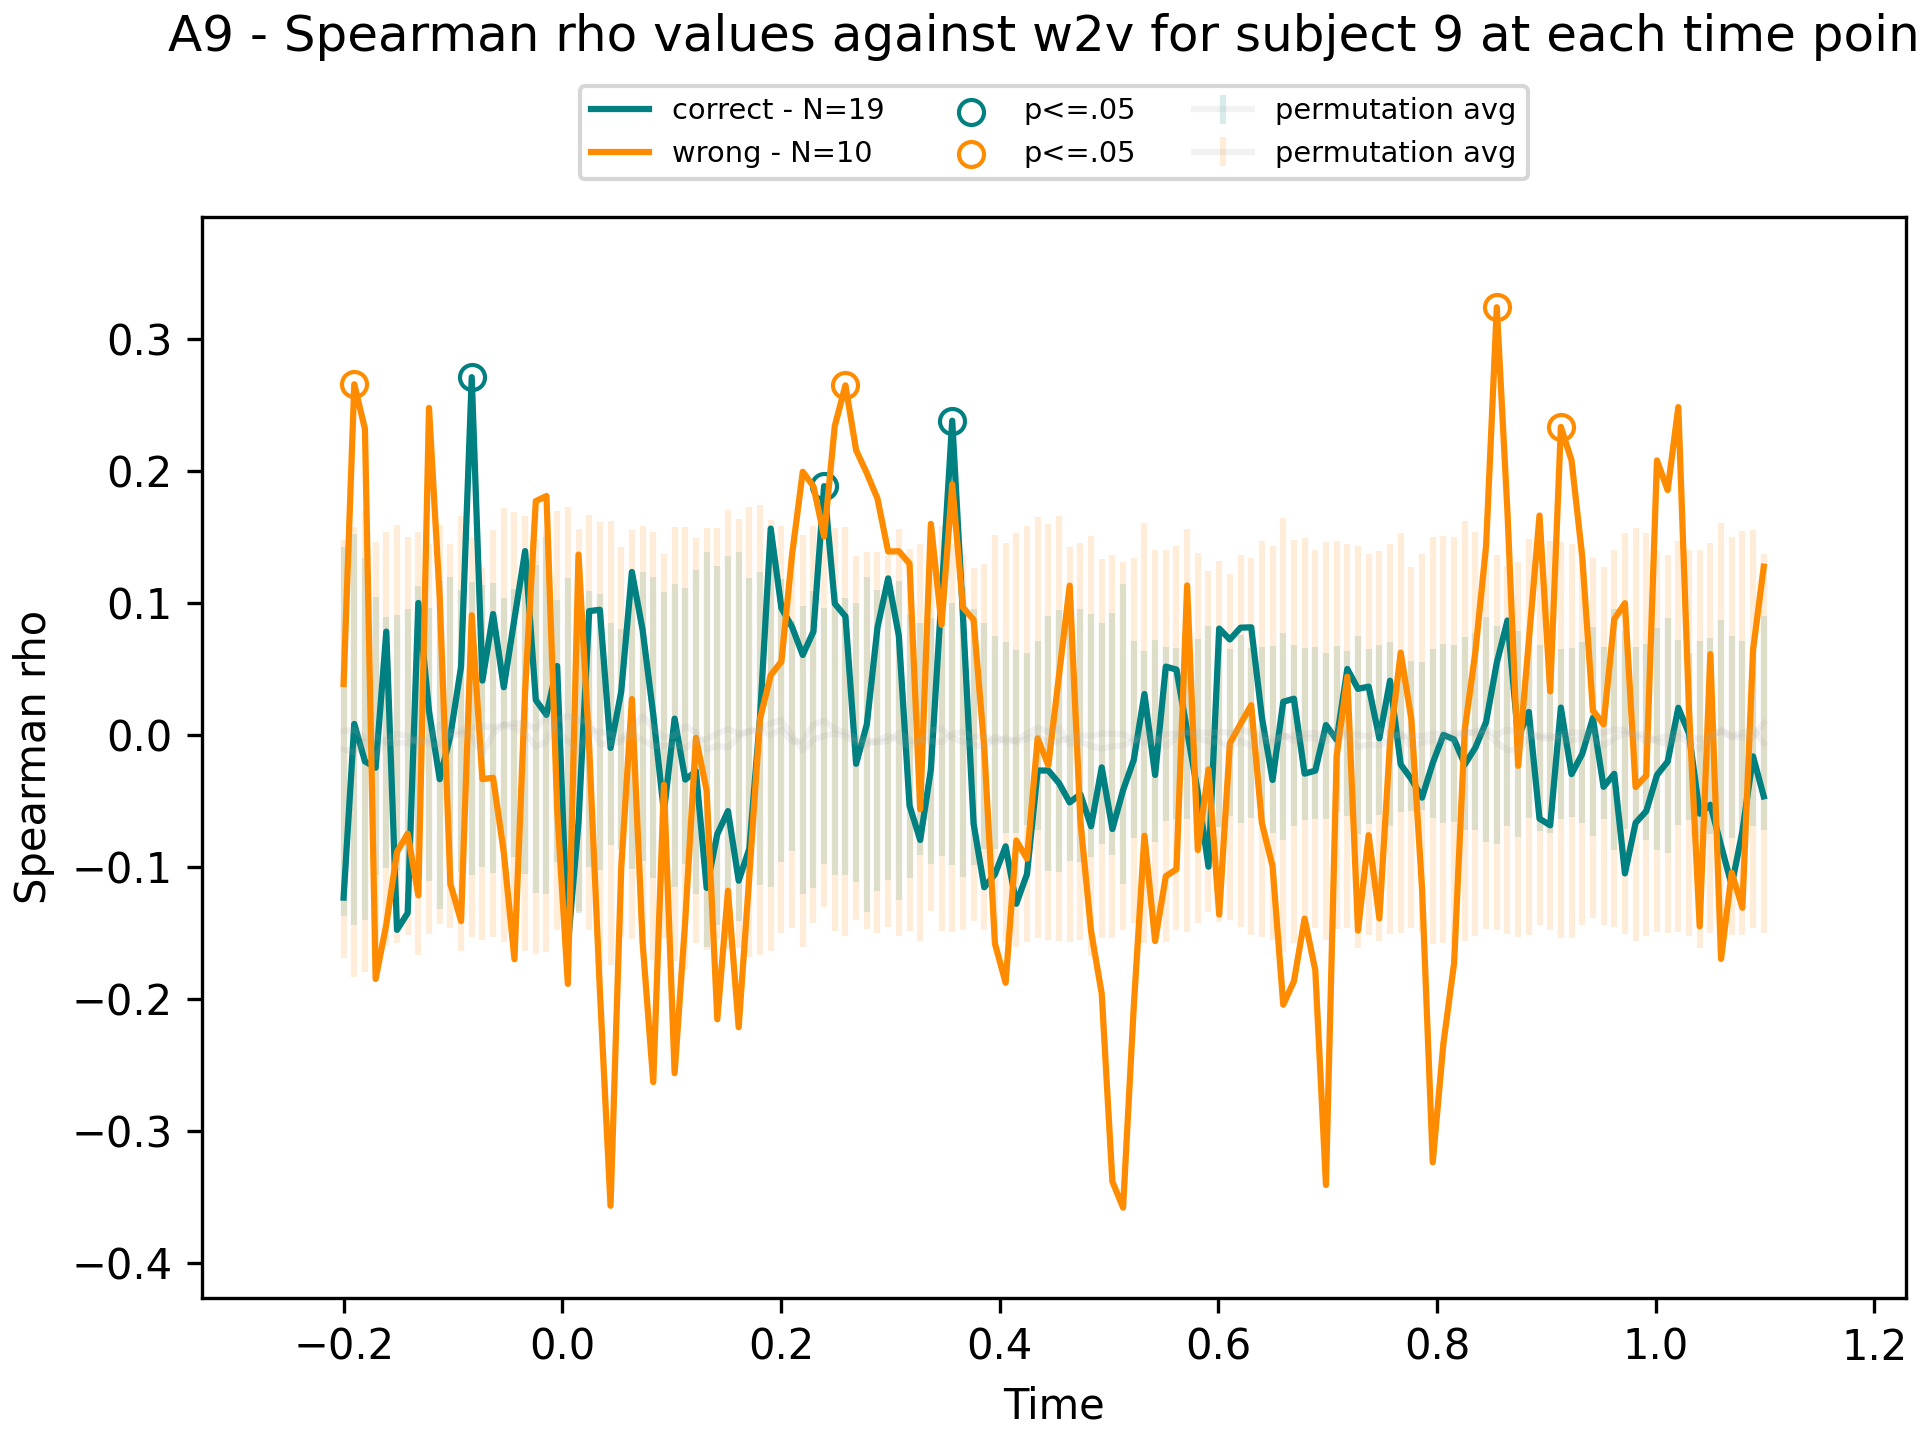 A9 - Spearman rho values against w2v for subject 9 at each time poin
correct - N=19 p<=.05 permutation avg
wrong - N=10 p<=.05 permutation avg
Spearman rho
0.3
0.2
0.1
0.0
−0.1
−0.2
−0.3
−0.4
−0.2 0.0 0.2 0.4 0.6 0.8 1.0 1.2
Time